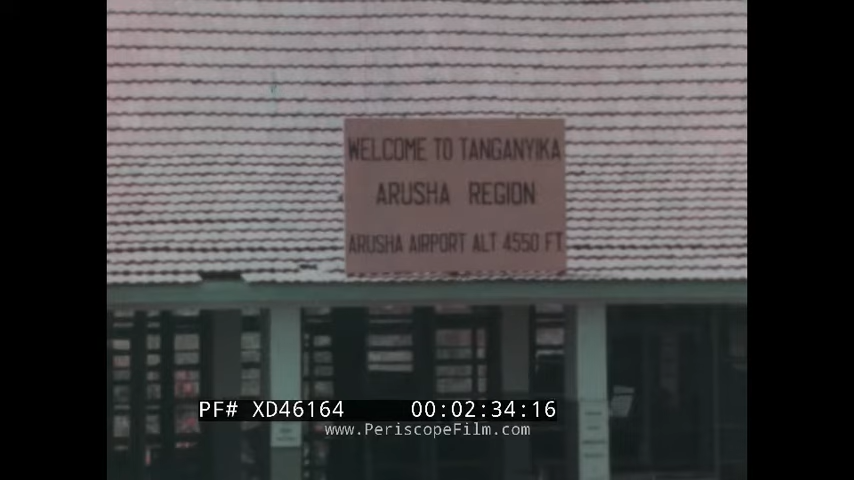 WELCOME TO TANGANYIKA
ARUSHA REGION
ARUSHA AIRPORT ALT 4550 FT
PF# XD46164 00:02:34:16
www.PeriscopeFilm.com